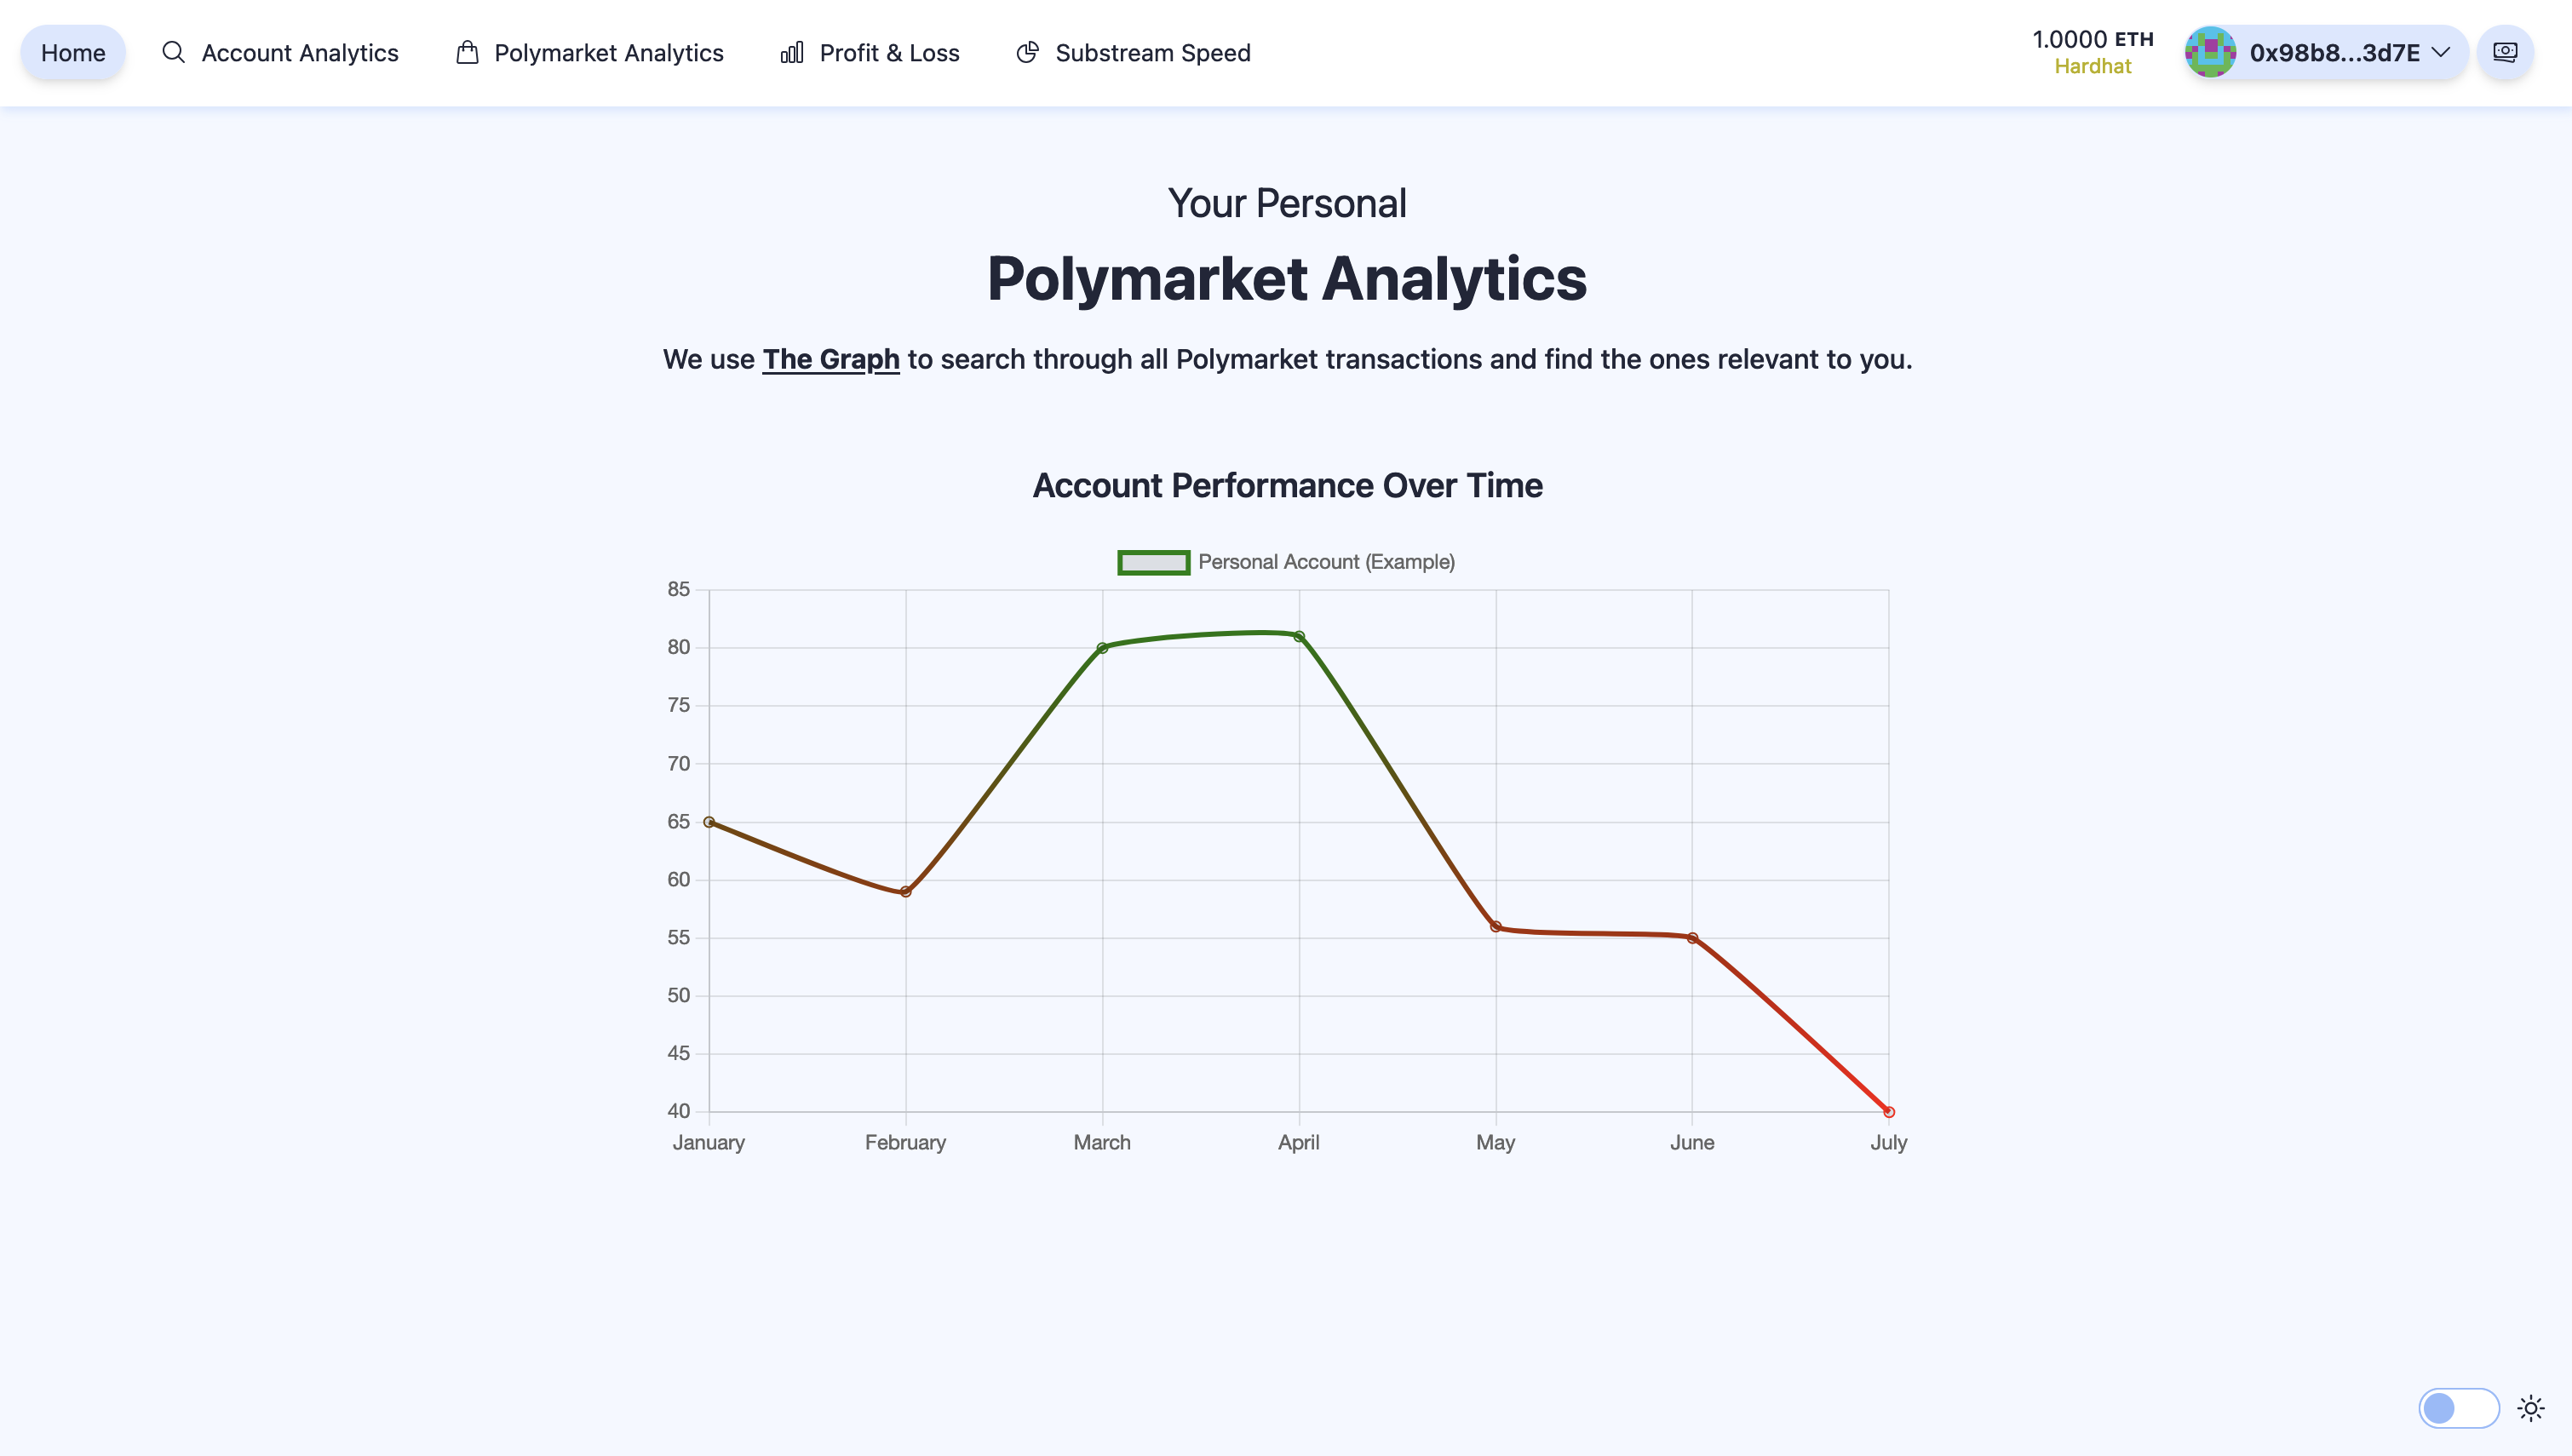 Home
Account Analytics
Polymarket Analytics
Profit & Loss
Substream Speed
1.0000 ETH
Hardhat
0x98b8...3d7E
Your Personal
Polymarket Analytics
We use The Graph to search through all Polymarket transactions and find the ones relevant to you.
Account Performance Over Time
Personal Account (Example)
85
80
75
70
65
60
55
50
45
40
January
February
March
April
May
June
July